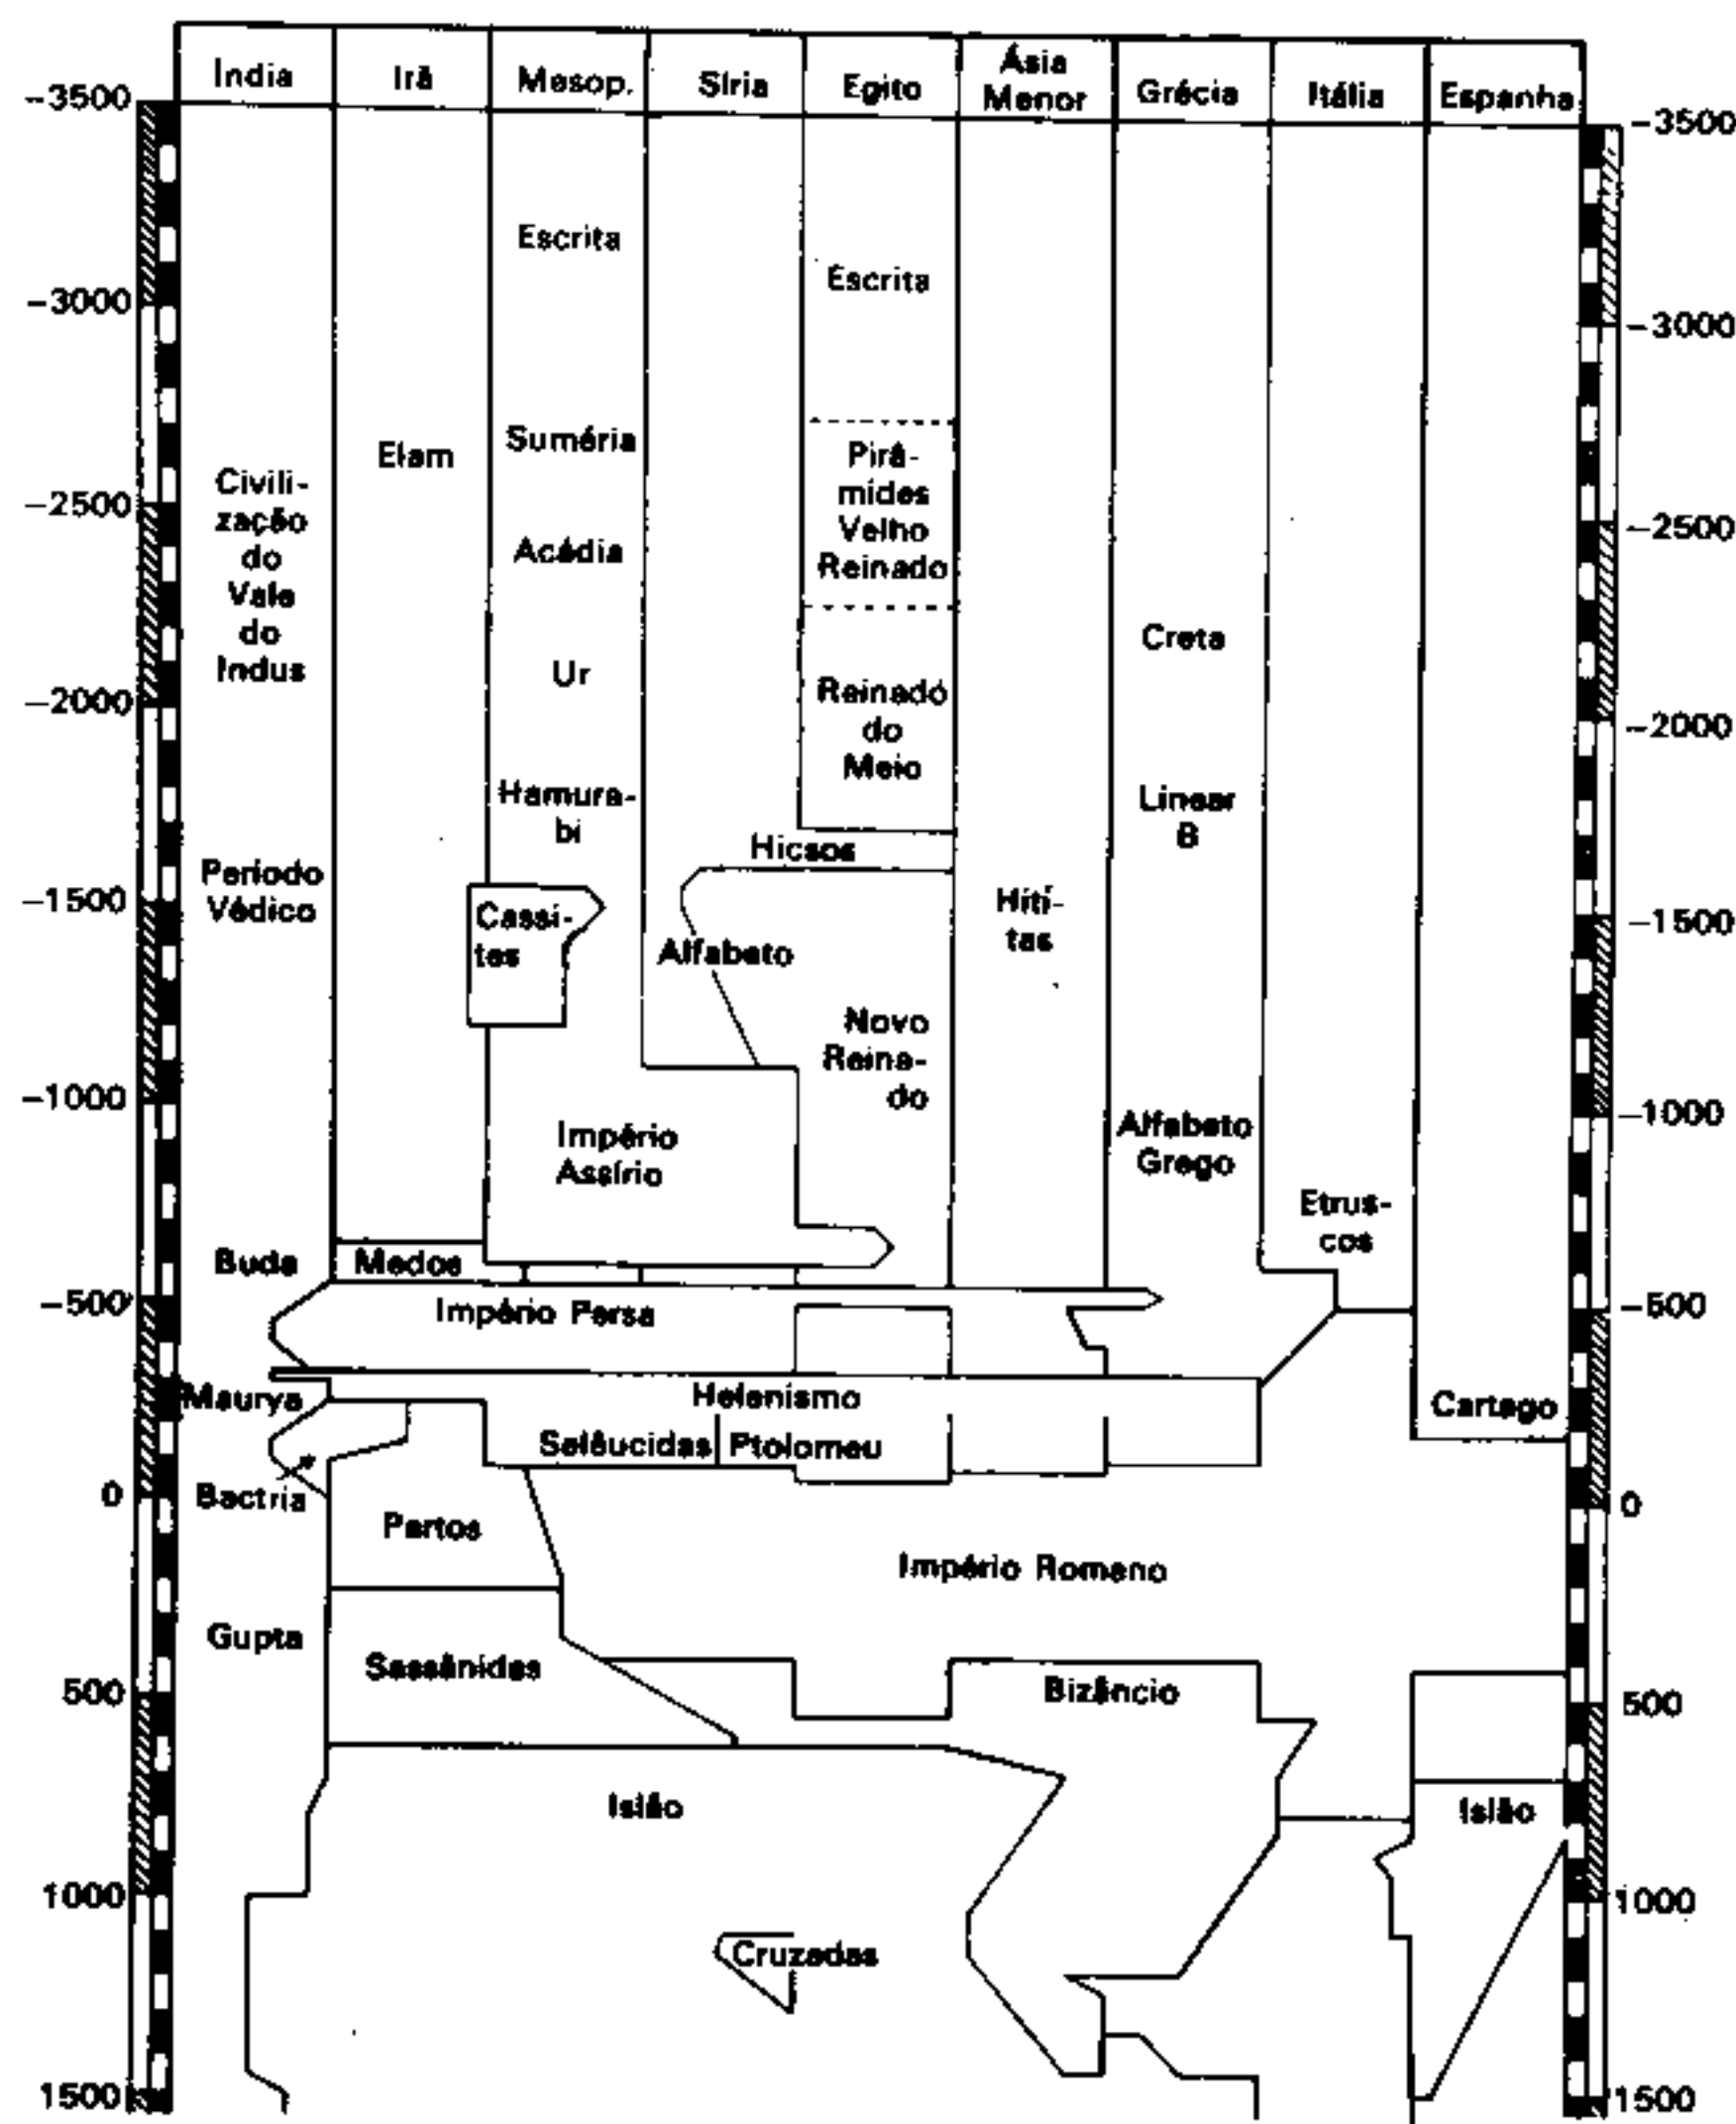 India
Irã
Mesop.
Síria
Egito
Ásia
Menor
Grécia
Itália
Espanha
-3500
-3500
Escrita
Escrita
-3000
-3000
Suméria
Elam
Pirâ-
mides
Velho
Reinado
Civili-
zação
do
Vale
do
Indus
-2500
-2500
Acádia
Creta
Ur
Reinado
do
Meio
-2000
-2000
Hamura-
bi
Linear
B
Hicsos
Período
Védico
-1500
-1500
Cassi-
tes
Hiti-
tas
Alfabeto
Novo
Reina-
do
-1000
-1000
Alfabeto
Grego
Império
Assírio
Etrus-
cos
Buda
Medos
-500
-500
Império Persa
Maurya
Helenismo
Cartago
Selêucidas
Ptolomeu
0
0
Bactria
Partos
Império Romano
Gupta
Sassânidas
500
500
Bizâncio
Islão
Islão
1000
1000
Cruzadas
1500
1500